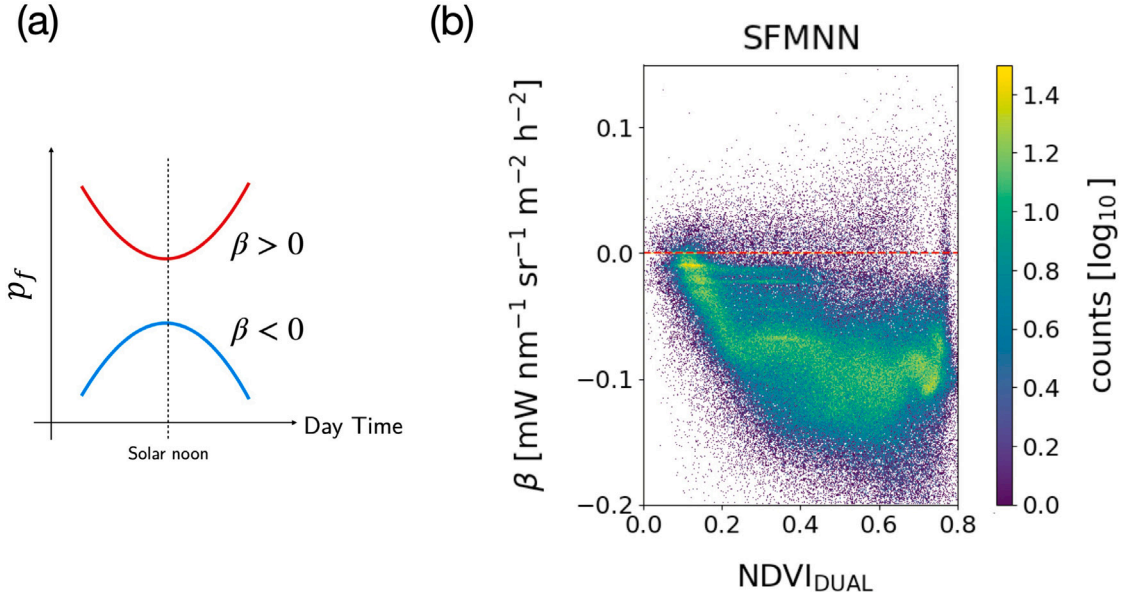 (a)
p_f
β > 0
β < 0
Day Time
Solar noon
(b)
SFMNN
β [mW nm⁻¹ sr⁻¹ m⁻² h⁻²]
0.1
0.0
−0.1
−0.2
0.0 0.2 0.4 0.6 0.8
NDVI_DUAL
1.4
1.2
1.0
0.8
0.6
0.4
0.2
0.0
counts [log₁₀]